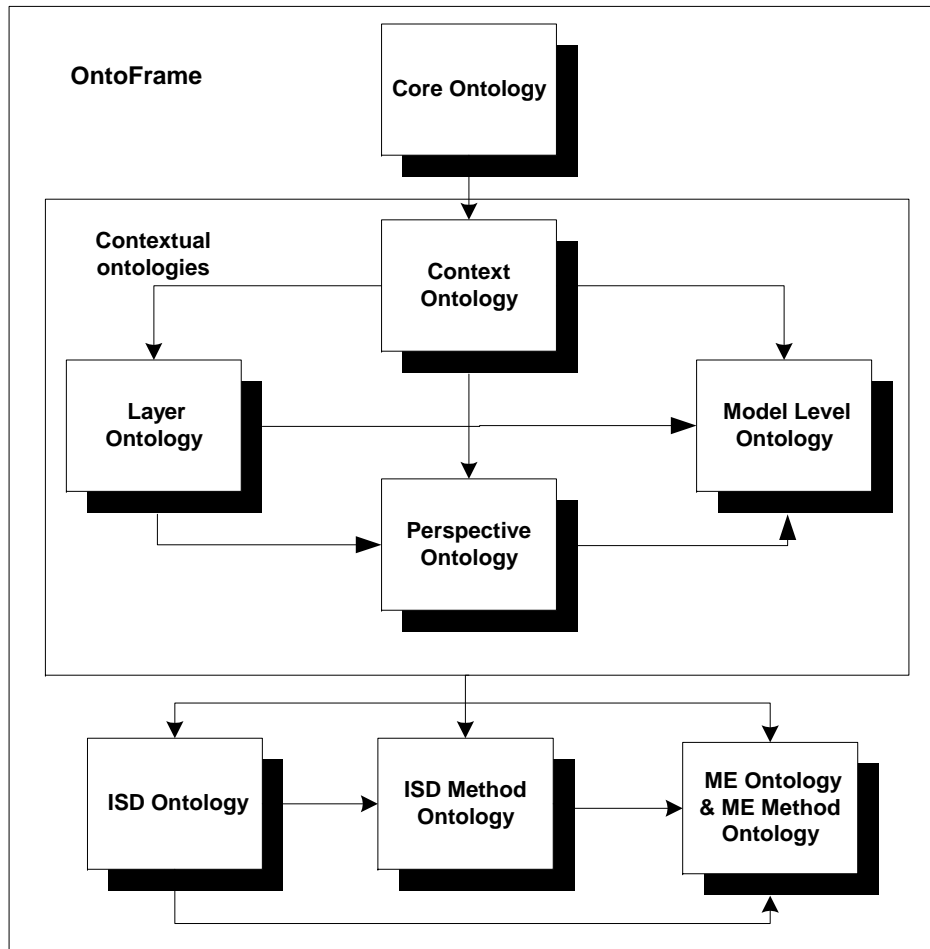 OntoFrame
Core Ontology
Contextual
ontologies
Context
Ontology
Layer
Ontology
Model Level
Ontology
Perspective
Ontology
ISD Ontology
ISD Method
Ontology
ME Ontology
& ME Method
Ontology